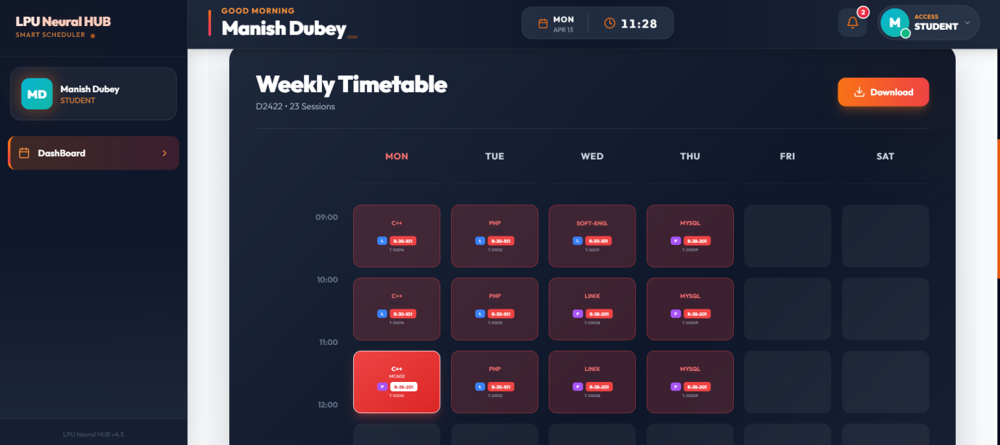 LPU Neural HUB
SMART SCHEDULER
MD
Manish Dubey
STUDENT
DashBoard
LPU Neural HUB v4.5
GOOD MORNING
Manish Dubey_
MON
APR 13
11:28
2
M
ACCESS
STUDENT
Weekly Timetable
D2422 • 23 Sessions
Download
MON TUE WED THU FRI SAT
09:00
C++ PHP SOFT-ENG. MYSQL
L R-30-101 L R-30-101 L R-30-101 P R-38-201
T: 50014 T: 50012 T: 50011 T: 50009
10:00
C++ PHP LINIX MYSQL
L R-30-101 L R-30-101 P R-38-201 P R-38-201
T: 50014 T: 50012 T: 50008 T: 50009
11:00
C++ PHP LINIX MYSQL
MCA02
P R-38-201 L R-30-101 P R-38-201 P R-38-201
T: 50014 T: 50012 T: 50008 T: 50009
12:00